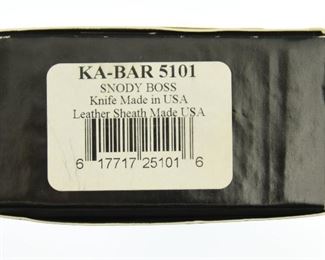 KA-BAR 5101
SNODY BOSS
Knife Made in USA
Leather Sheath Made USA
6 17717 25101 6